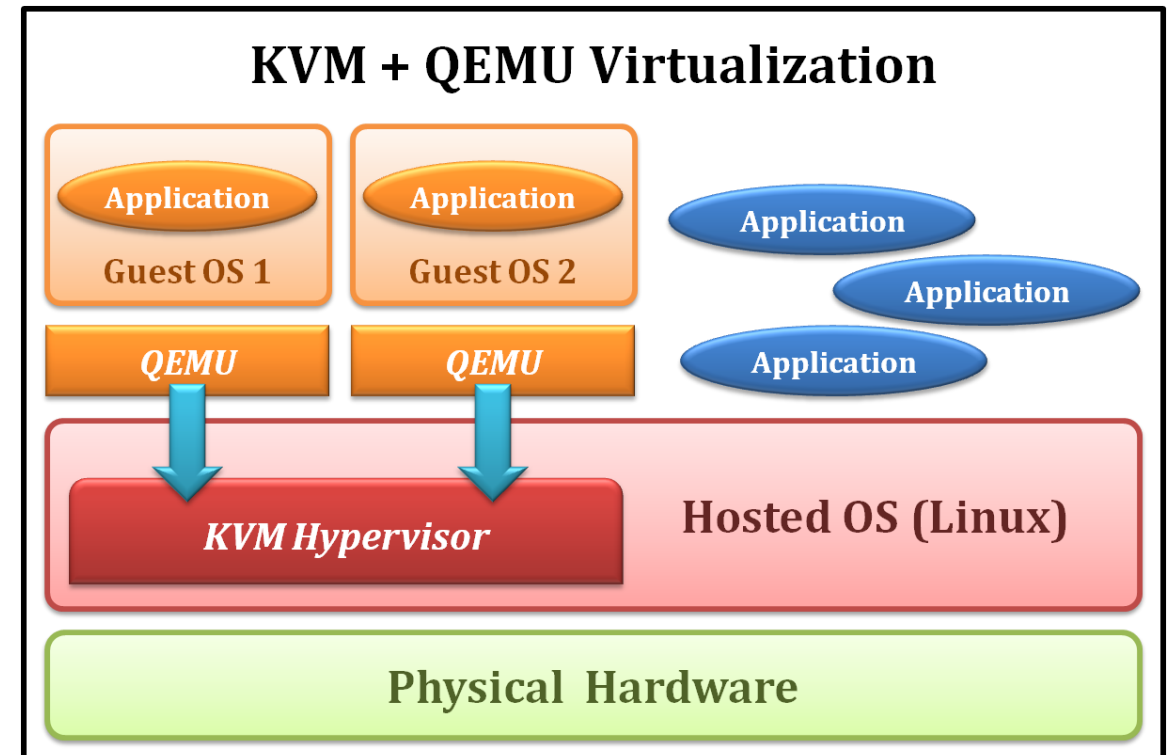 KVM + QEMU Virtualization
Application
Guest OS 1
Application
Guest OS 2
Application
Application
Application
QEMU
QEMU
KVM Hypervisor
Hosted OS (Linux)
Physical Hardware